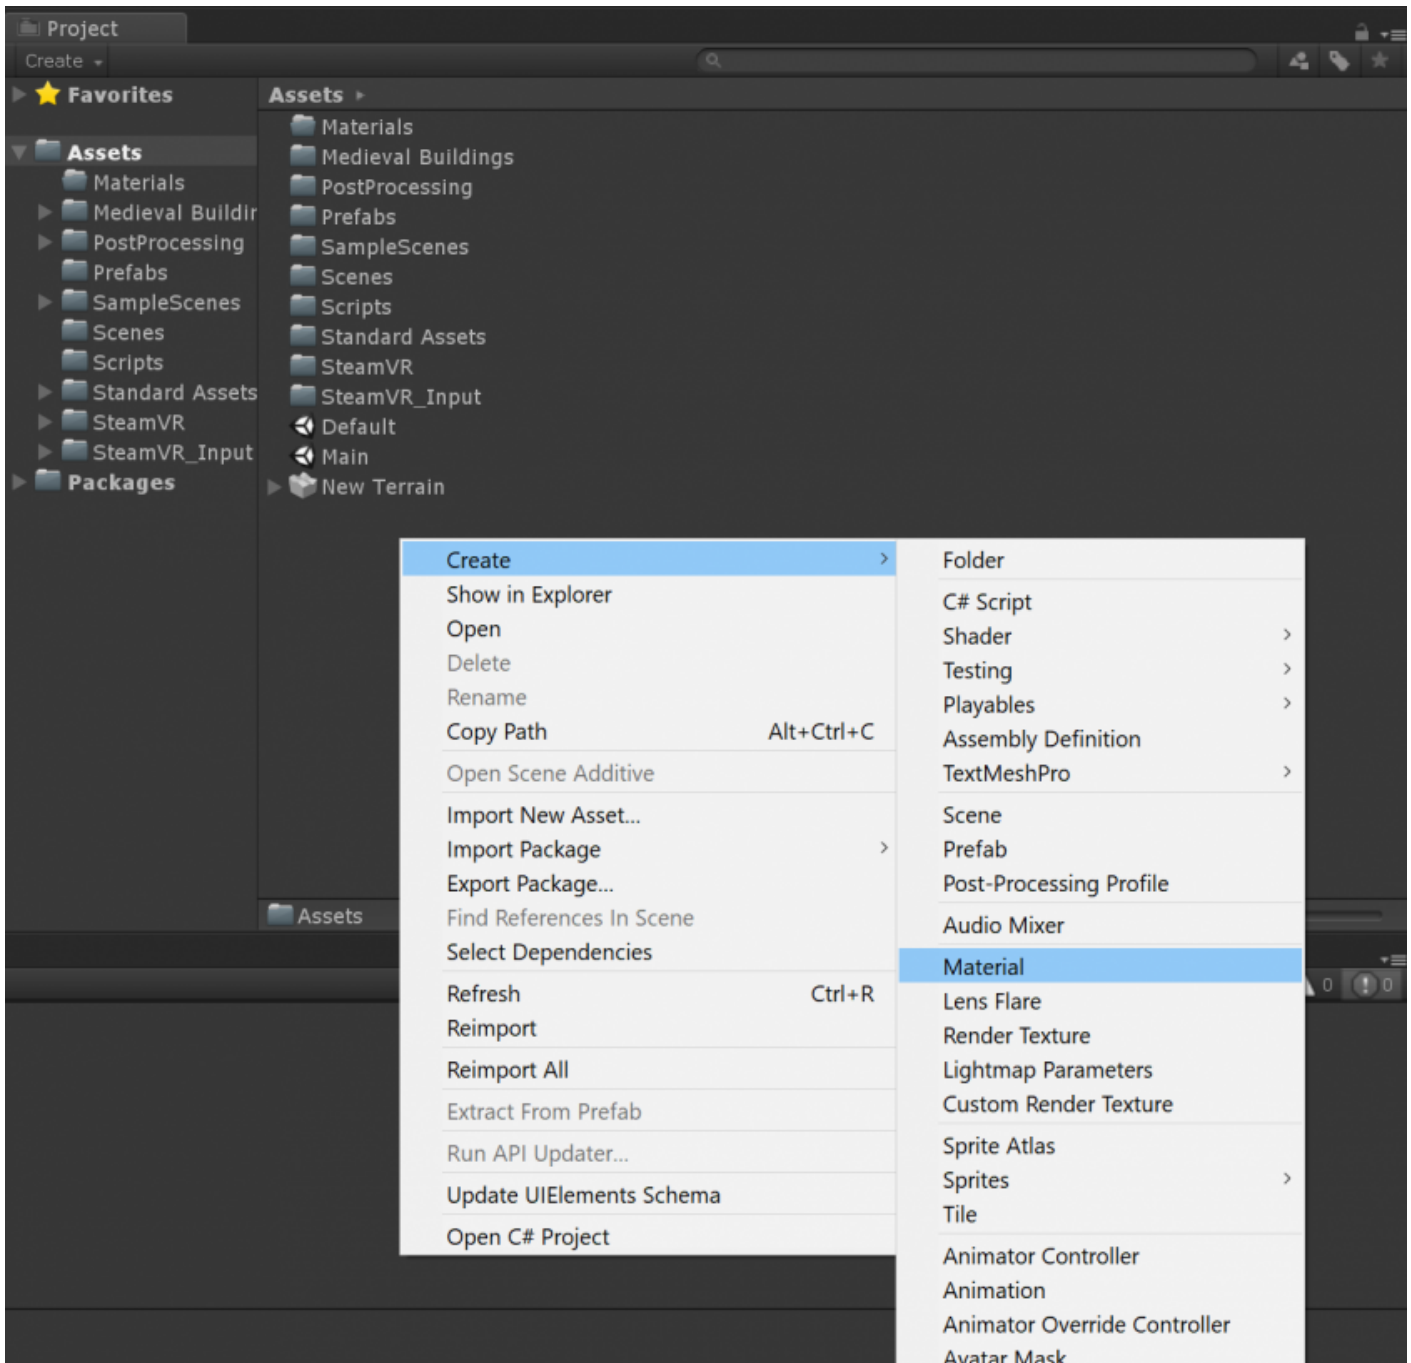 Project
Create
Favorites
Assets
Materials
Medieval Buildin
PostProcessing
Prefabs
SampleScenes
Scenes
Scripts
Standard Assets
SteamVR
SteamVR_Input
Packages
Assets
Materials
Medieval Buildings
PostProcessing
Prefabs
SampleScenes
Scenes
Scripts
Standard Assets
SteamVR
SteamVR_Input
Default
Main
New Terrain
Assets
Create
Show in Explorer
Open
Delete
Rename
Copy Path Alt+Ctrl+C
Open Scene Additive
Import New Asset...
Import Package
Export Package...
Find References In Scene
Select Dependencies
Refresh Ctrl+R
Reimport
Reimport All
Extract From Prefab
Run API Updater...
Update UIElements Schema
Open C# Project
Folder
C# Script
Shader
Testing
Playables
Assembly Definition
TextMeshPro
Scene
Prefab
Post-Processing Profile
Audio Mixer
Material
Lens Flare
Render Texture
Lightmap Parameters
Custom Render Texture
Sprite Atlas
Sprites
Tile
Animator Controller
Animation
Animator Override Controller
Avatar Mask
0 0